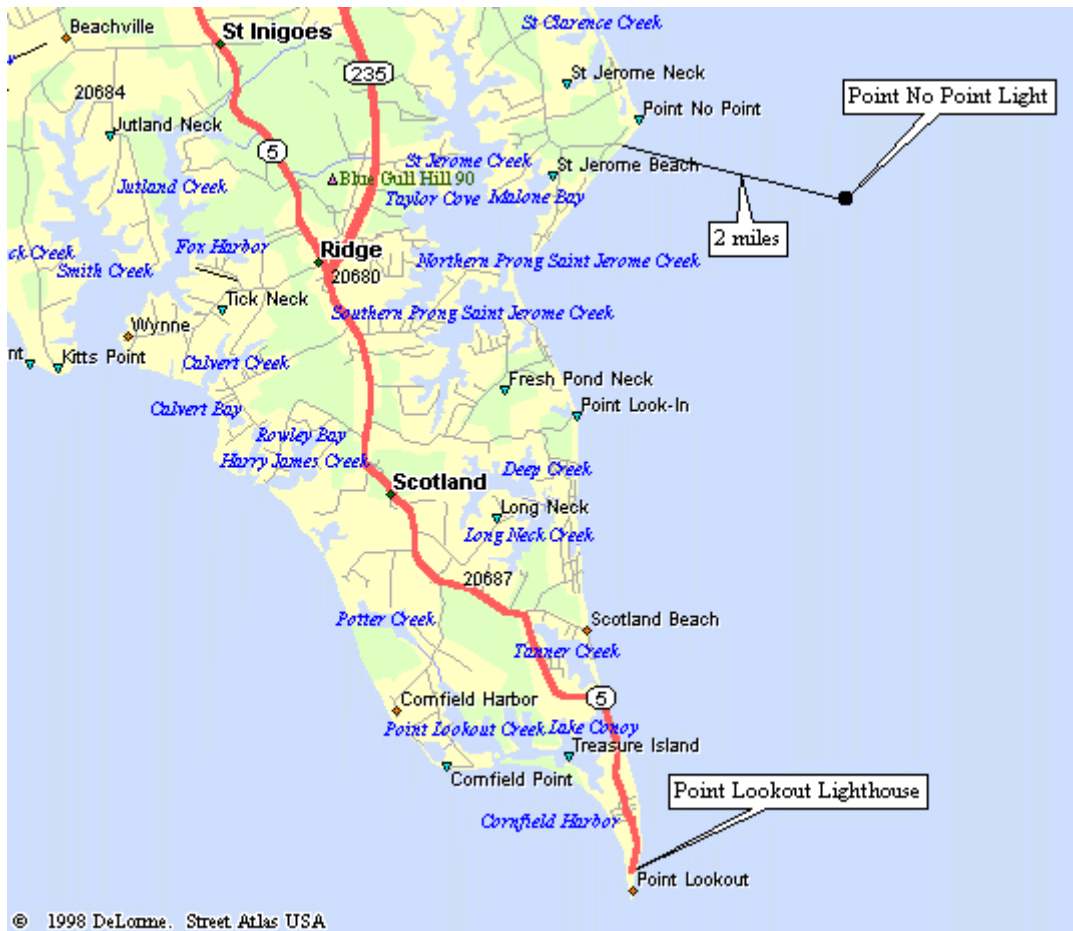 St Clarence Creek
Beachville
St Inigoes
235
St Jerome Neck
Point No Point Light
20684
Point No Point
Jutland Neck
5
St Jerome Creek
St Jerome Beach
Blue Gull Hill 90
Jutland Creek
Taylor Cove
Malone Bay
2 miles
Fox Harbor
Ridge
ck Creek
Smith Creek
Northern Prong Saint Jerome Creek
20680
Tick Neck
Southern Prong Saint Jerome Creek
Wynne
nt
Kitts Point
Calvert Creek
Fresh Pond Neck
Calvert Bay
Point Look-In
Rowley Bay
Harry James Creek
Deep Creek
Scotland
Long Neck
Long Neck Creek
20687
Potter Creek
Scotland Beach
Tanner Creek
Cornfield Harbor
5
Point Lookout Creek
Lake Conoy
Treasure Island
Cornfield Point
Point Lookout Lighthouse
Cornfield Harbor
Point Lookout
© 1998 DeLorme. Street Atlas USA